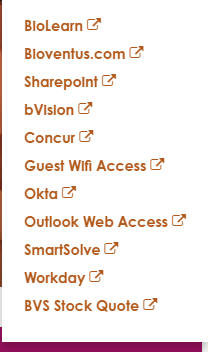 BioLearn
Bioventus.com
Sharepoint
bVision
Concur
Guest Wifi Access
Okta
Outlook Web Access
SmartSolve
Workday
BVS Stock Quote